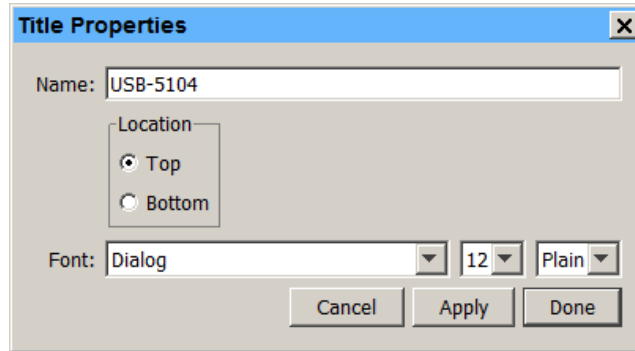 Title Properties
Name: USB-5104
Location
Top
Bottom
Font: Dialog 12 Plain
Cancel Apply Done